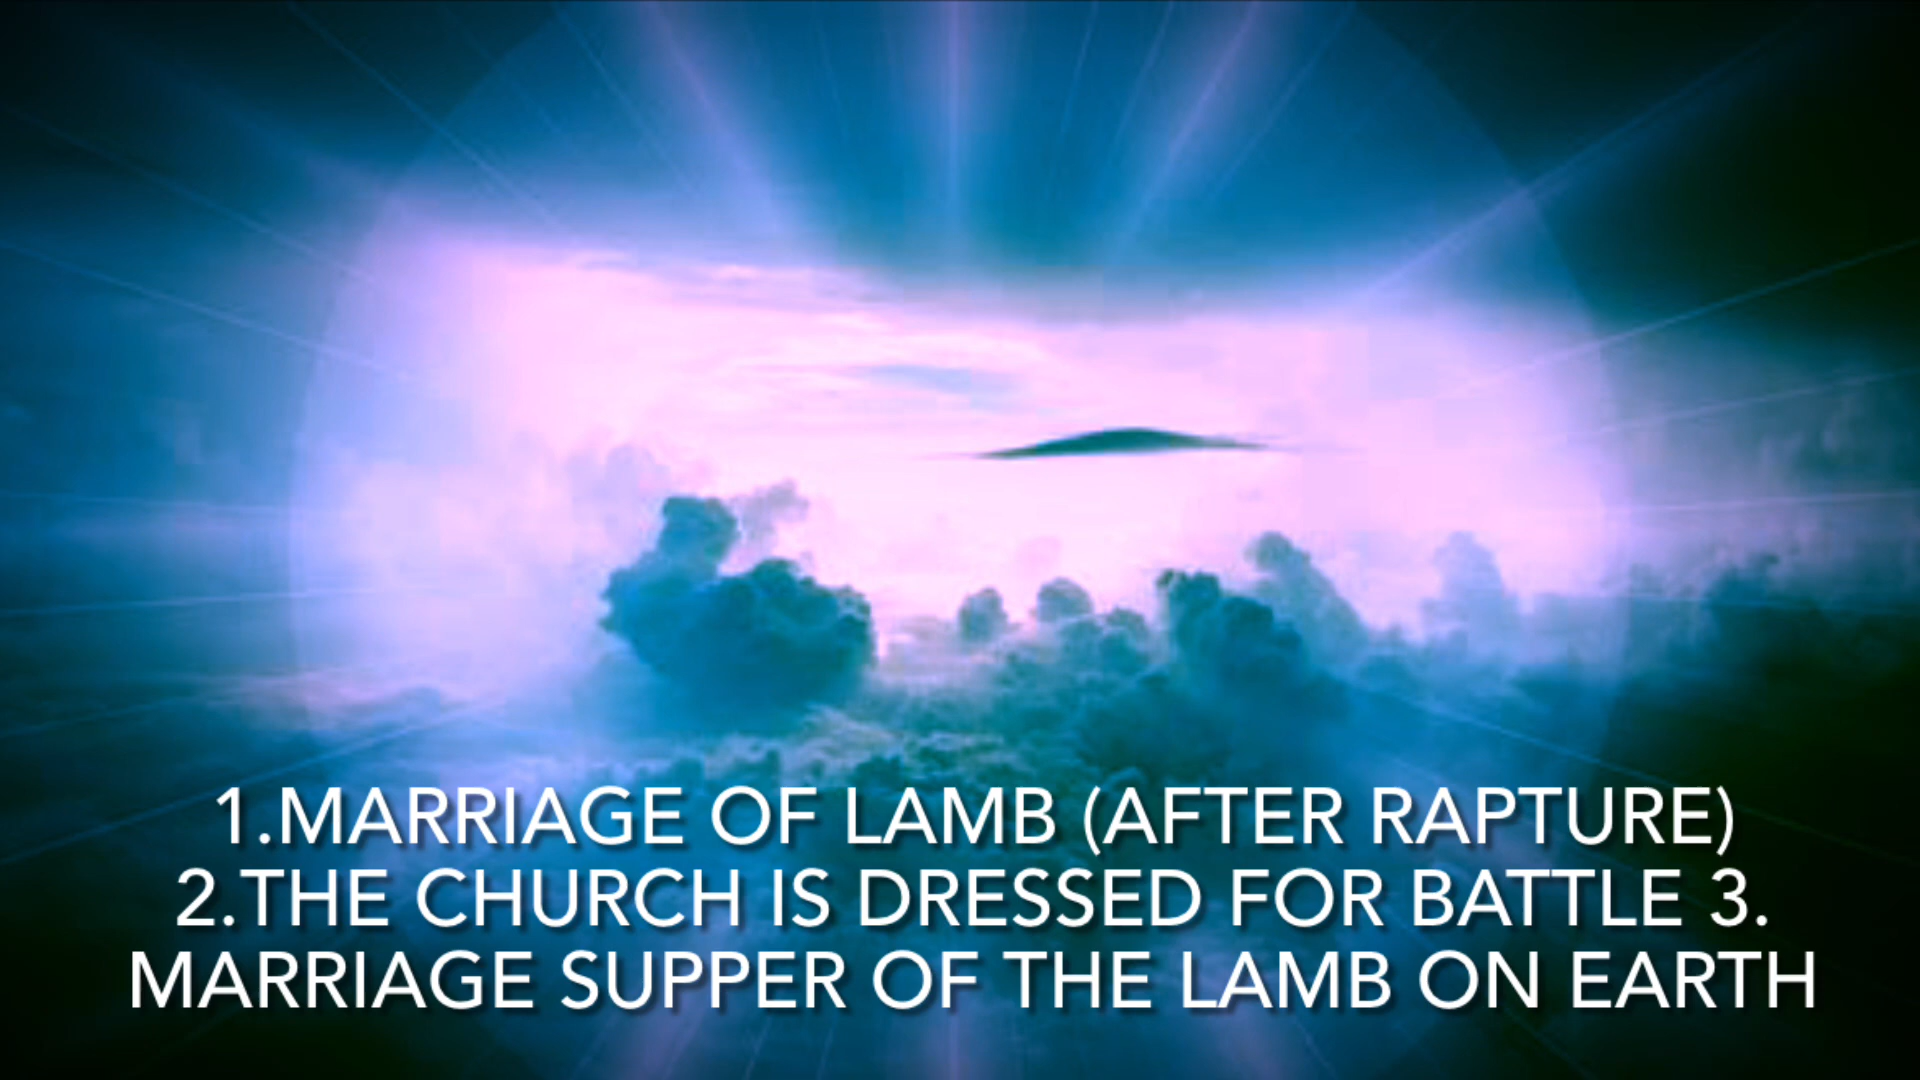 1.MARRIAGE OF LAMB (AFTER RAPTURE)
2.THE CHURCH IS DRESSED FOR BATTLE 3.
MARRIAGE SUPPER OF THE LAMB ON EARTH